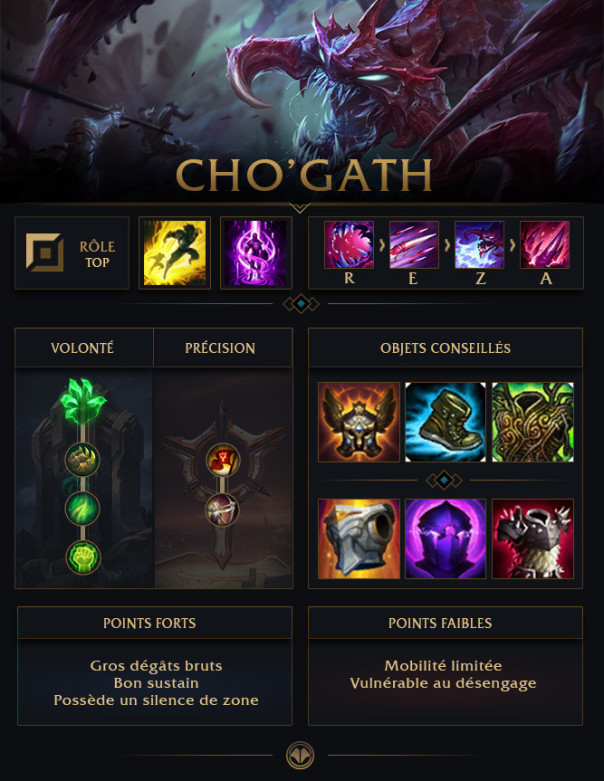 CHO'GATH
RÔLE
TOP
R
E
Z
A
VOLONTÉ
PRÉCISION
OBJETS CONSEILLÉS
POINTS FORTS
Gros dégâts bruts
Bon sustain
Possède un silence de zone
POINTS FAIBLES
Mobilité limitée
Vulnérable au désengage